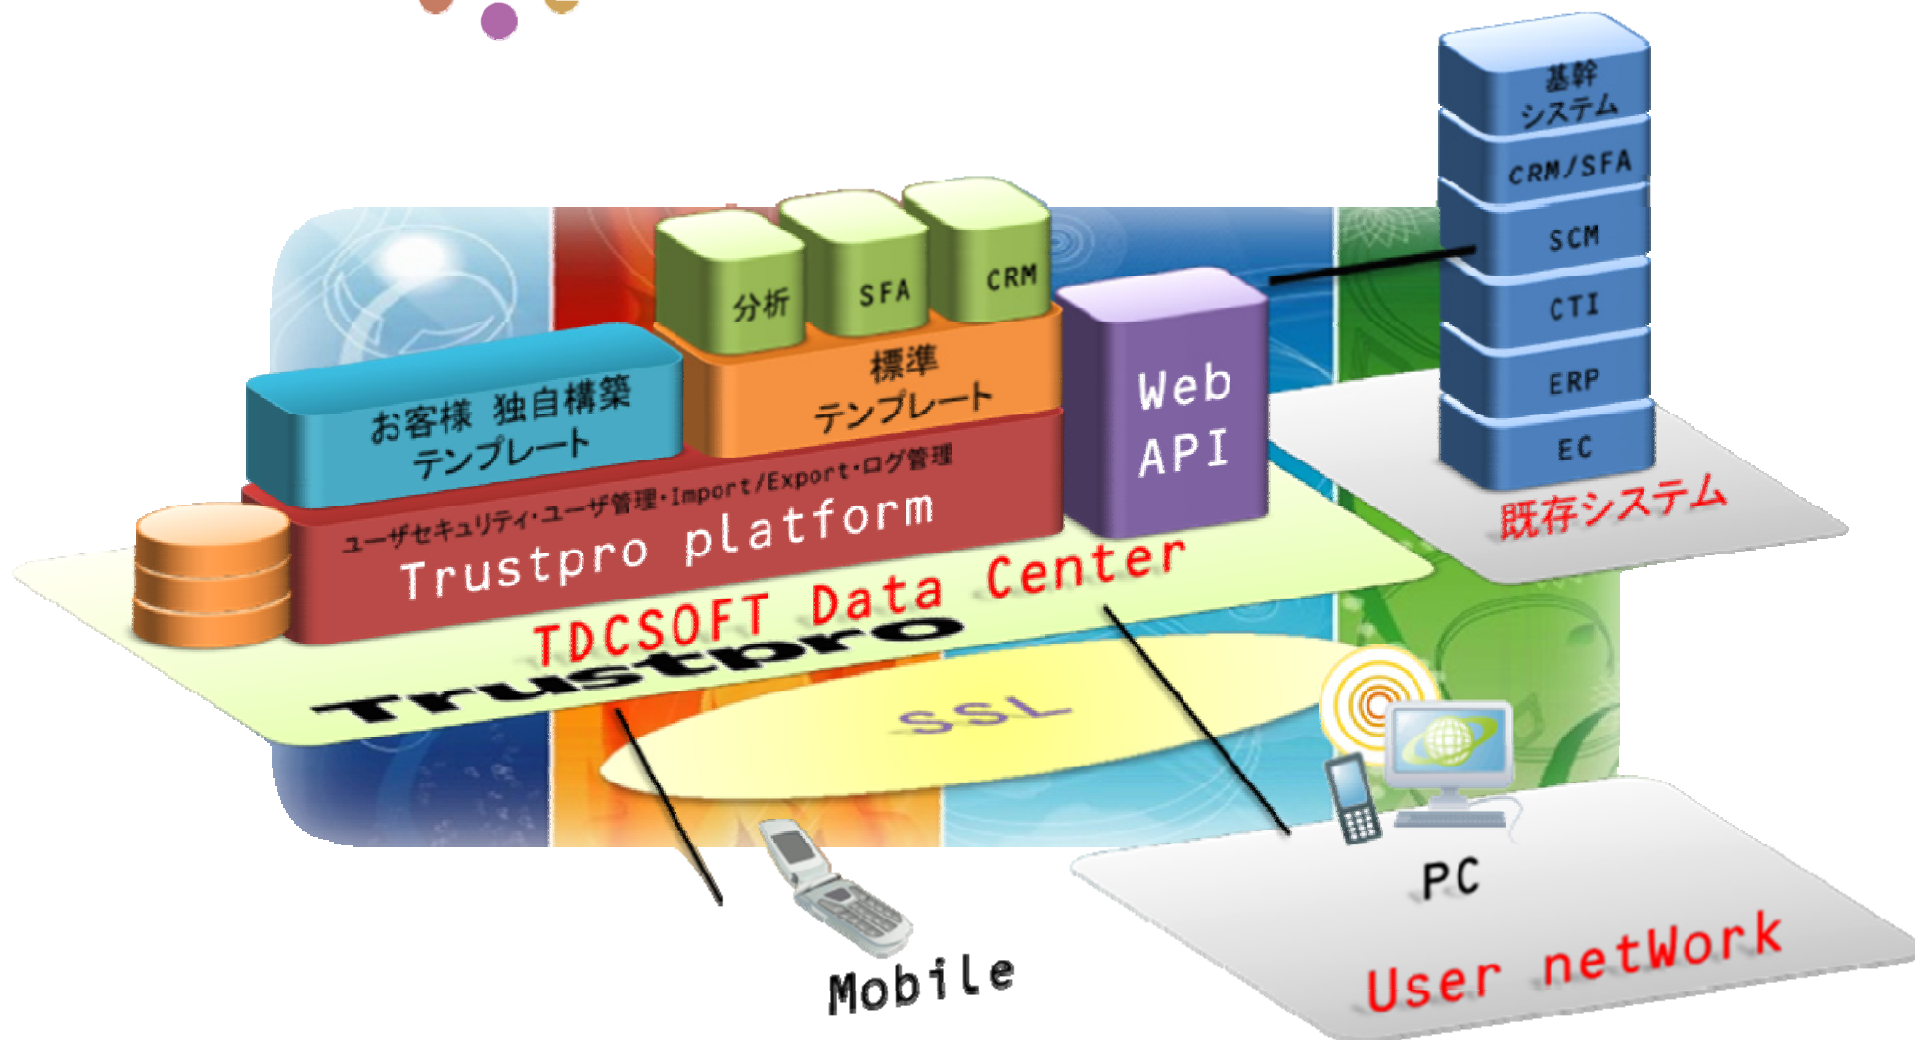 基幹
システム
CRM/SFA
SCM
CTI
ERP
EC
既存システム
分析
SFA
CRM
標準
テンプレート
お客様 独自構築
テンプレート
Web
API
ユーザセキュリティ・ユーザ管理・Import/Export・ログ管理
Trustpro platform
TDCSOFT Data Center
Trustpro
SSL
Mobile
PC
User netWork